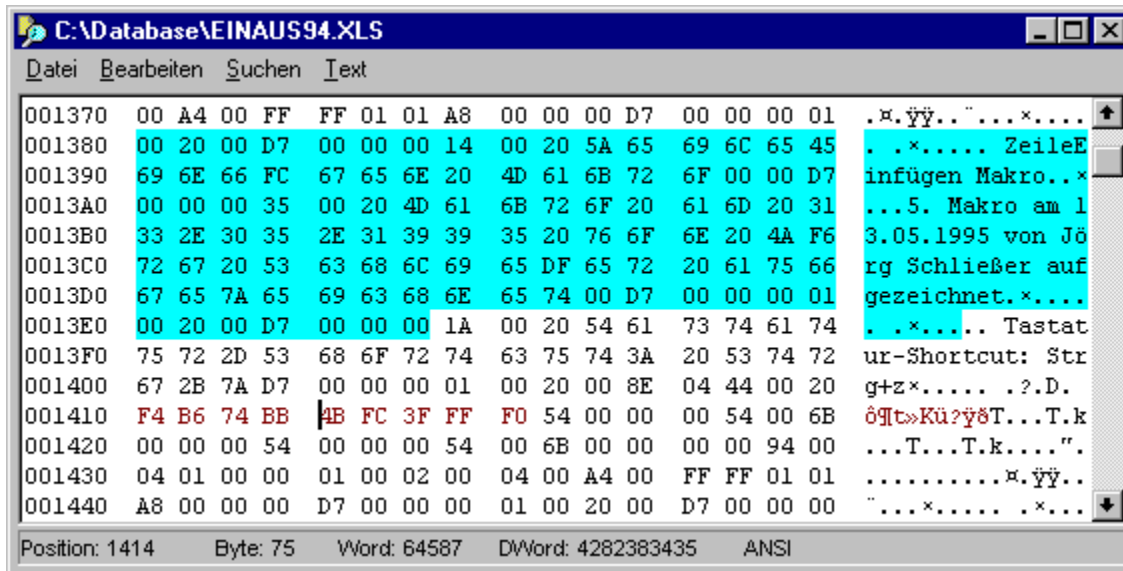 C:\Database\EINAUS94.XLS
Datei Bearbeiten Suchen Text
001370 00 A4 00 FF FF 01 01 A8 00 00 00 D7 00 00 00 01 .¤.ÿÿ..¨...×....
001380 00 20 00 D7 00 00 00 14 00 20 5A 65 69 6C 65 45 . .×..... ZeileE
001390 69 6E 66 FC 67 65 6E 20 4D 61 6B 72 6F 00 00 D7 infügen Makro..×
0013A0 00 00 00 35 00 20 4D 61 6B 72 6F 20 61 6D 20 31 ...5. Makro am 1
0013B0 33 2E 30 35 2E 31 39 39 35 20 76 6F 6E 20 4A F6 3.05.1995 von Jö
0013C0 72 67 20 53 63 68 6C 69 65 DF 65 72 20 61 75 66 rg Schließer auf
0013D0 67 65 7A 65 69 63 68 6E 65 74 00 D7 00 00 00 01 gezeichnet.×....
0013E0 00 20 00 D7 00 00 00 1A 00 20 54 61 73 74 61 74 . .×..... Tastat
0013F0 75 72 2D 53 68 6F 72 74 63 75 74 3A 20 53 74 72 ur-Shortcut: Str
001400 67 2B 7A D7 00 00 00 01 00 20 00 8E 04 44 00 20 g+z×..... .?.D.
001410 F4 B6 74 BB 4B FC 3F FF F0 54 00 00 00 54 00 6B ô¶t»Kü?ÿðT...T.k
001420 00 00 00 54 00 00 00 54 00 6B 00 00 00 00 94 00 ...T...T.k....".
001430 04 01 00 00 01 00 02 00 04 00 A4 00 FF FF 01 01 ..........¤.ÿÿ..
001440 A8 00 00 00 D7 00 00 00 01 00 20 00 D7 00 00 00 ¨...×..... .×...
Position: 1414 Byte: 75 Word: 64587 DWord: 4282383435 ANSI